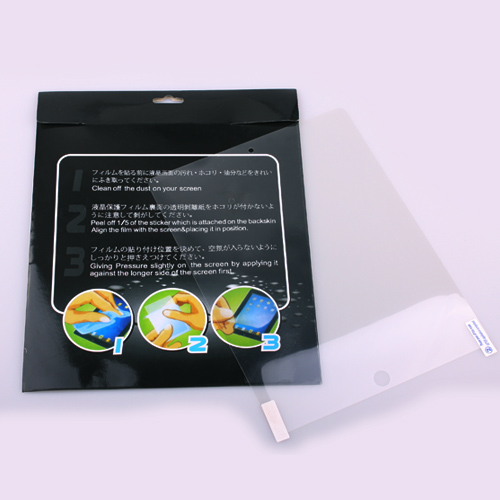 1
フィルムを貼る前に液晶画面の汚れ・ホコリ・油分などをきれい
にふき取ってください。
Clean off the dust on your screen
2
液晶保護フィルム裏面の透明剥離紙をホコリが付かないよ
うに注意して剥がしてください。
Peel off 1/5 of the sticker which is attached on the backskin
Align the film with the screen&placing it in position.
3
フィルムの貼り付け位置を決めて、空気が入らないように
しっかりと押さえつけてください。
Giving Pressure slightly on the screen by applying it
against the longer side of the screen first.
1 2 3